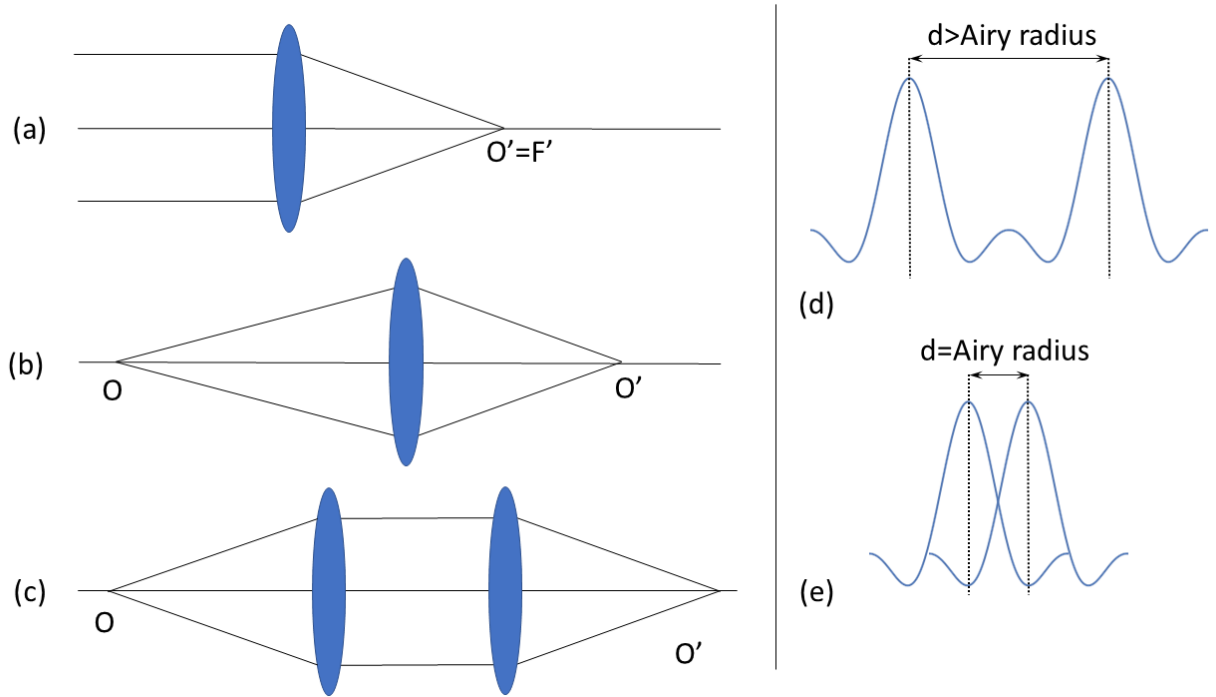 (a)
O'=F'
(b)
O
O'
(c)
O
O'
d>Airy radius
(d)
d=Airy radius
(e)